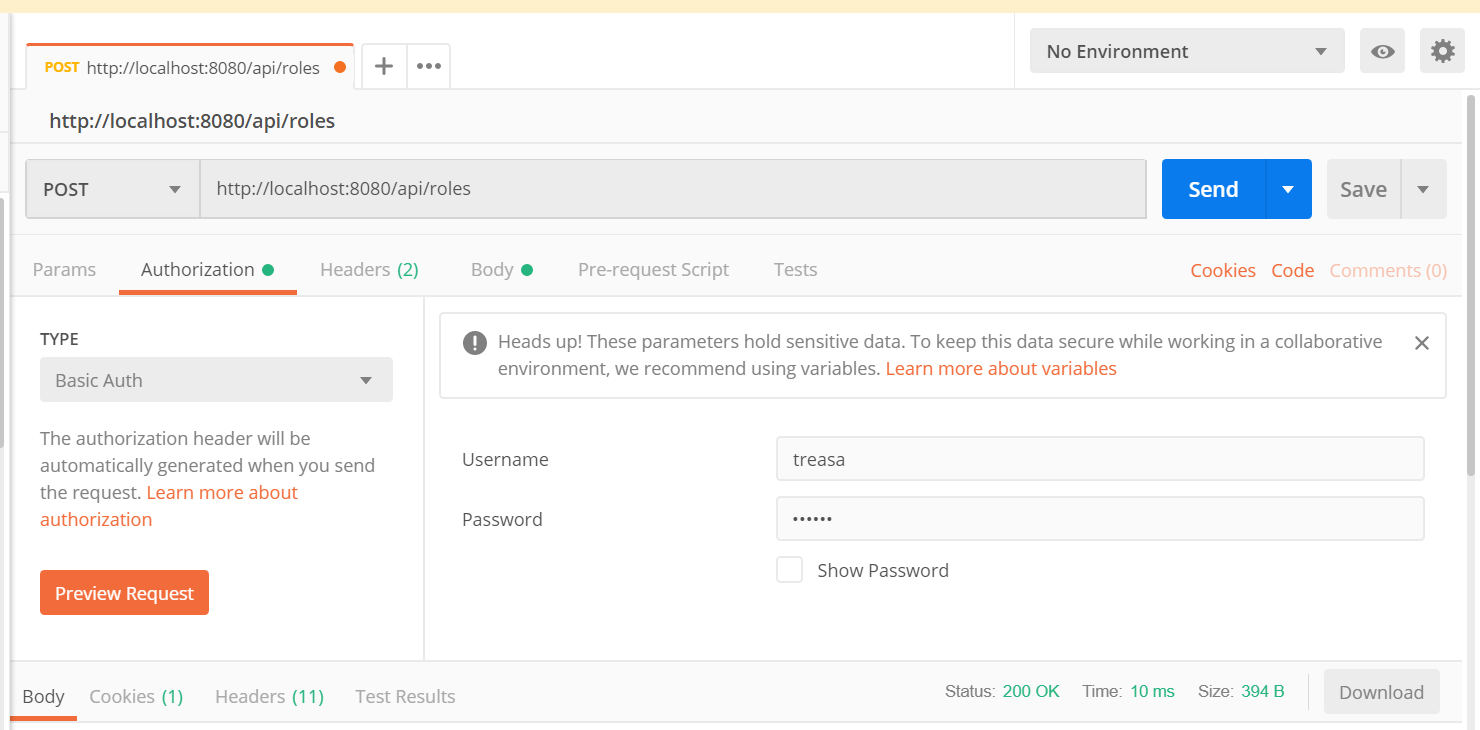 POST http://localhost:8080/api/roles
No Environment
http://localhost:8080/api/roles
POST http://localhost:8080/api/roles Send Save
Params Authorization Headers (2) Body Pre-request Script Tests Cookies Code Comments (0)
TYPE
Basic Auth
The authorization header will be
automatically generated when you send
the request. Learn more about
authorization
Preview Request
Heads up! These parameters hold sensitive data. To keep this data secure while working in a collaborative
environment, we recommend using variables. Learn more about variables
Username treasa
Password ••••••
Show Password
Body Cookies (1) Headers (11) Test Results Status: 200 OK Time: 10 ms Size: 394 B Download